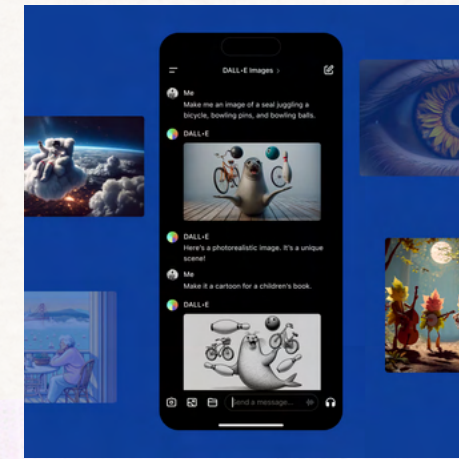 DALL·E Images >
Me
Make me an image of a seal juggling a
bicycle, bowling pins, and bowling balls.
DALL·E
DALL·E
Here's a photorealistic image. It's a unique
scene!
Me
Make it a cartoon for a children's book.
DALL·E
Send a message...